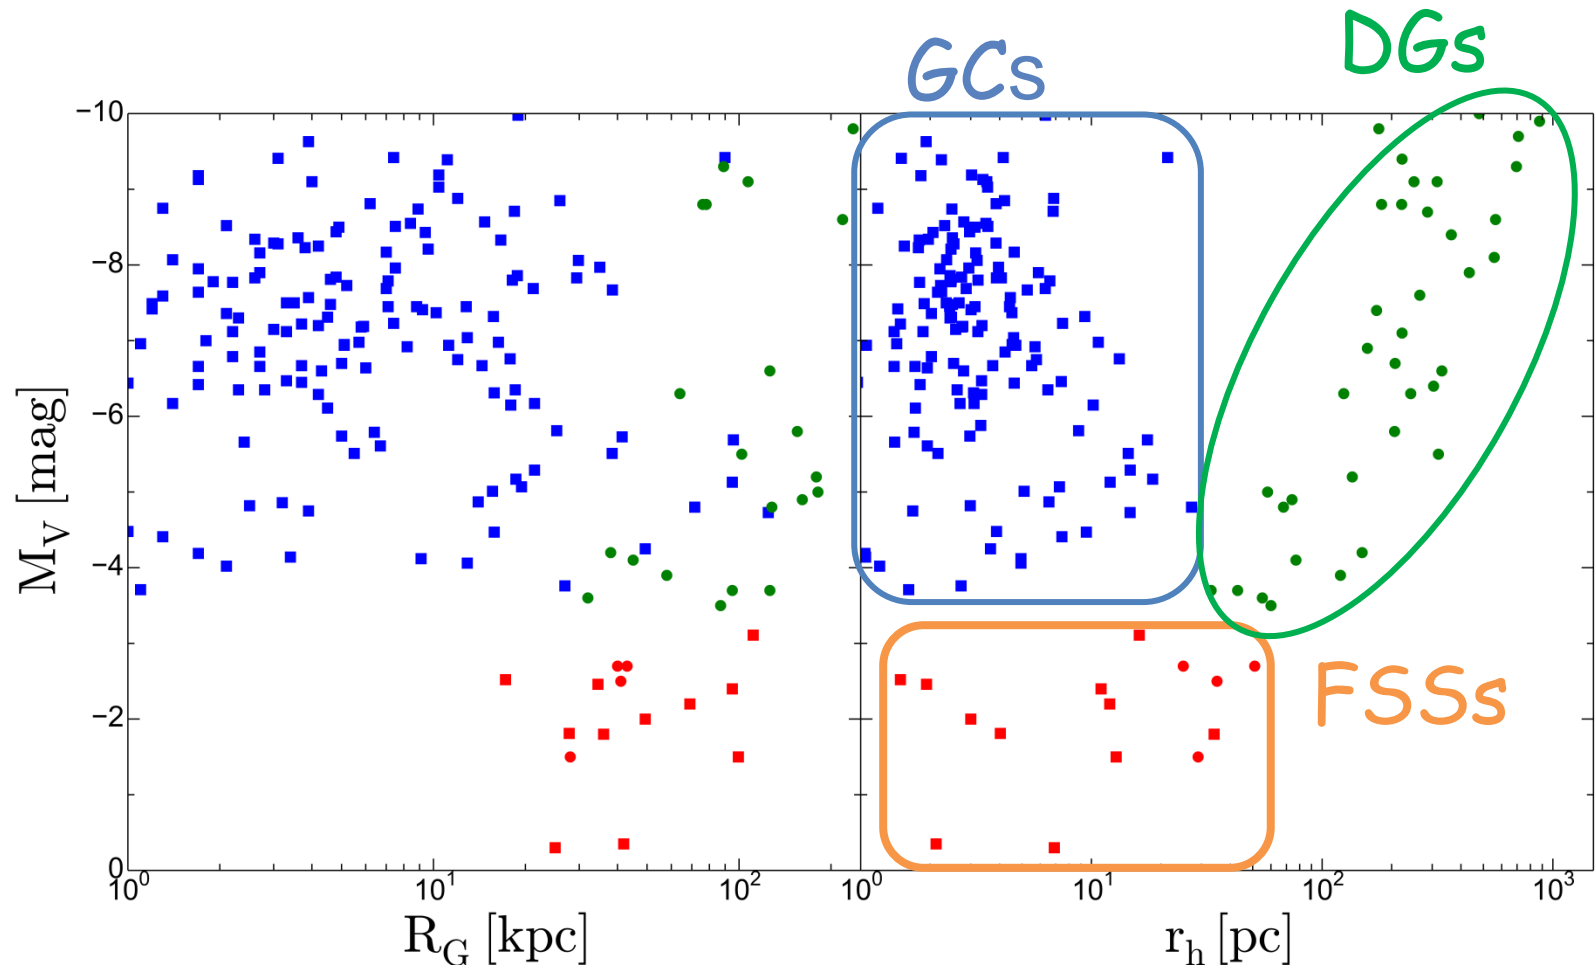 GCs
DGs
−10
−8
−6
−4
−2
0
M_V [mag]
10^0 10^1 10^2 10^0 10^1 10^2 10^3
R_G [kpc] r_h [pc]
FSSs